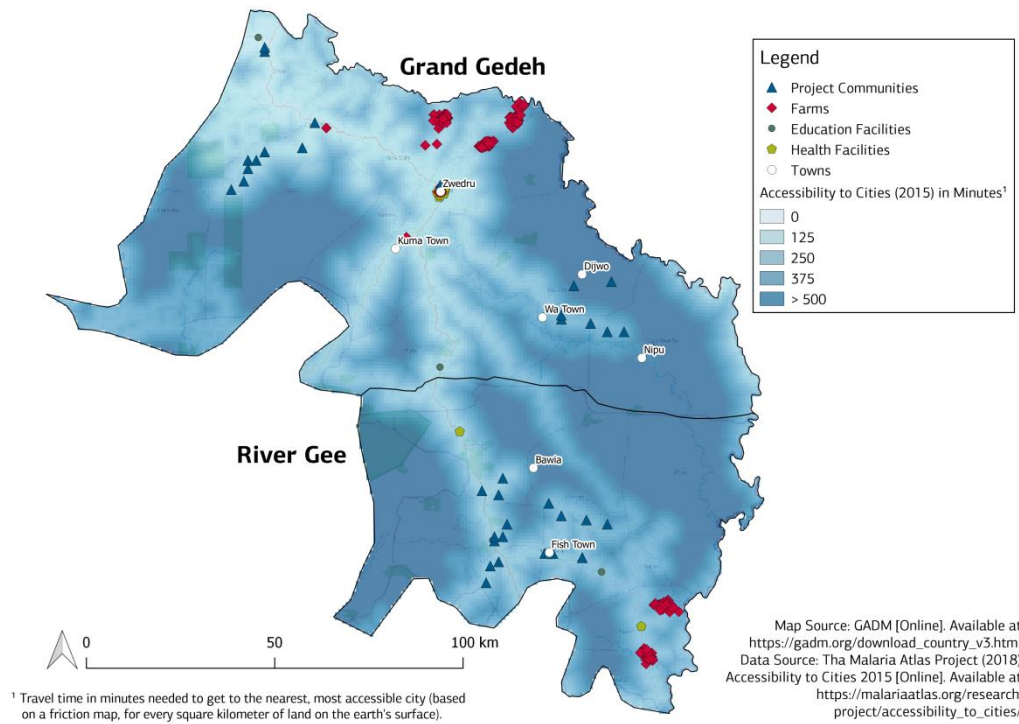 Grand Gedeh
Legend
Project Communities
Farms
Education Facilities
Health Facilities
Towns
Accessibility to Cities (2015) in Minutes¹
0
125
250
375
> 500
Zwedru
Kuma Town
Dijwo
Wa Town
Nipu
River Gee
Bawia
Fish Town
0 50 100 km
Map Source: GADM [Online]. Available at
https://gadm.org/download_country_v3.htm
Data Source: Tha Malaria Atlas Project (2018)
Accessibility to Cities 2015 [Online]. Available at
https://malariaatlas.org/research
project/accessibility_to_cities/
¹ Travel time in minutes needed to get to the nearest, most accessible city (based
on a friction map, for every square kilometer of land on the earth's surface).